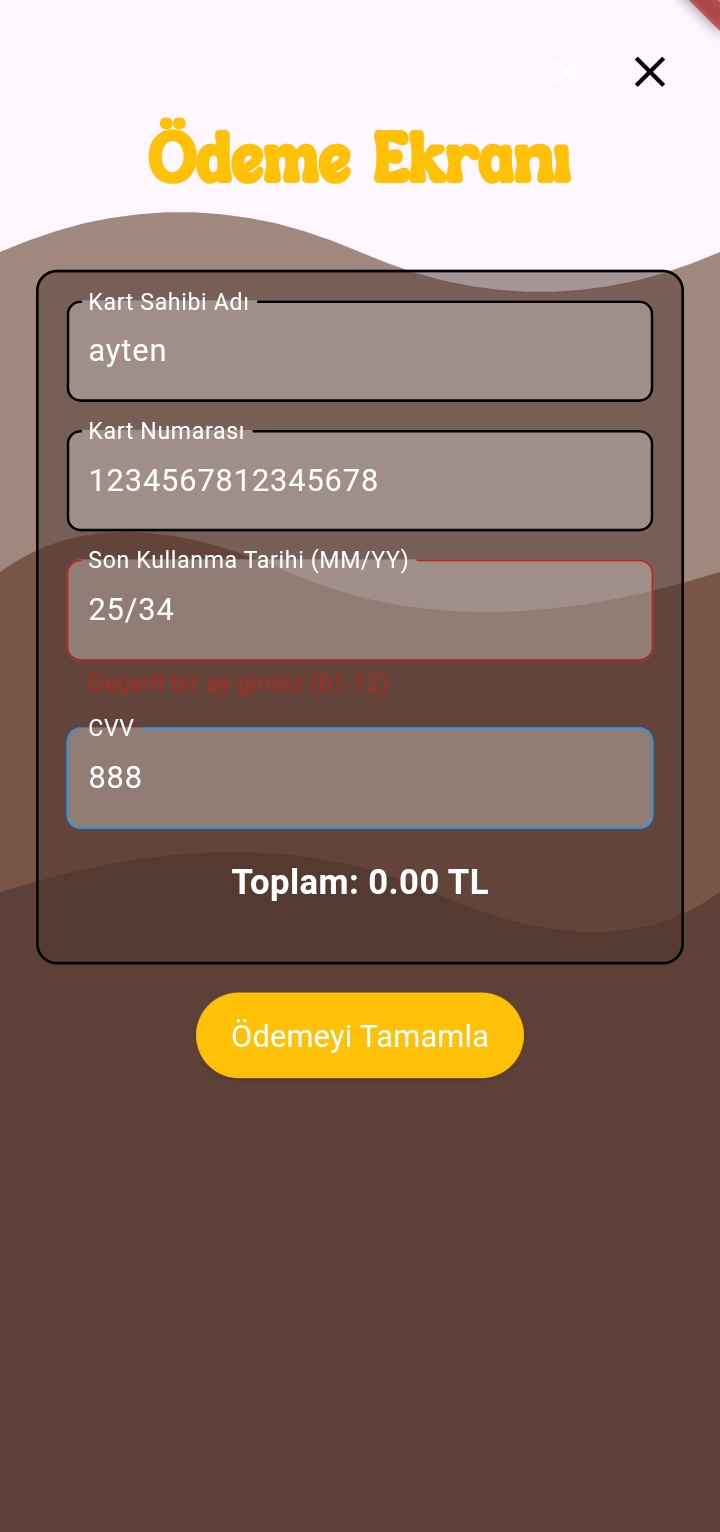 Ödeme Ekranı
Kart Sahibi Adı
ayten
Kart Numarası
1234567812345678
Son Kullanma Tarihi (MM/YY)
25/34
Geçerli bir ay giriniz (01-12)
CVV
888
Toplam: 0.00 TL
Ödemeyi Tamamla